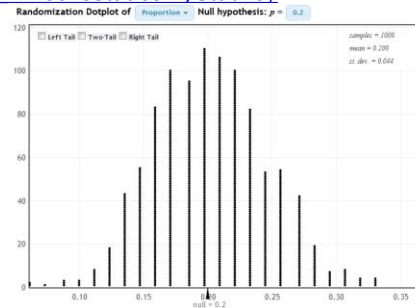 Randomization Dotplot of Proportion Null hypothesis: p = 0.2
Left Tail Two-Tail Right Tail
samples = 1000
mean = 0.200
st. dev. = 0.044
120
100
80
60
40
20
0
0.10 0.15 0.20 0.25 0.30 0.35
null = 0.2